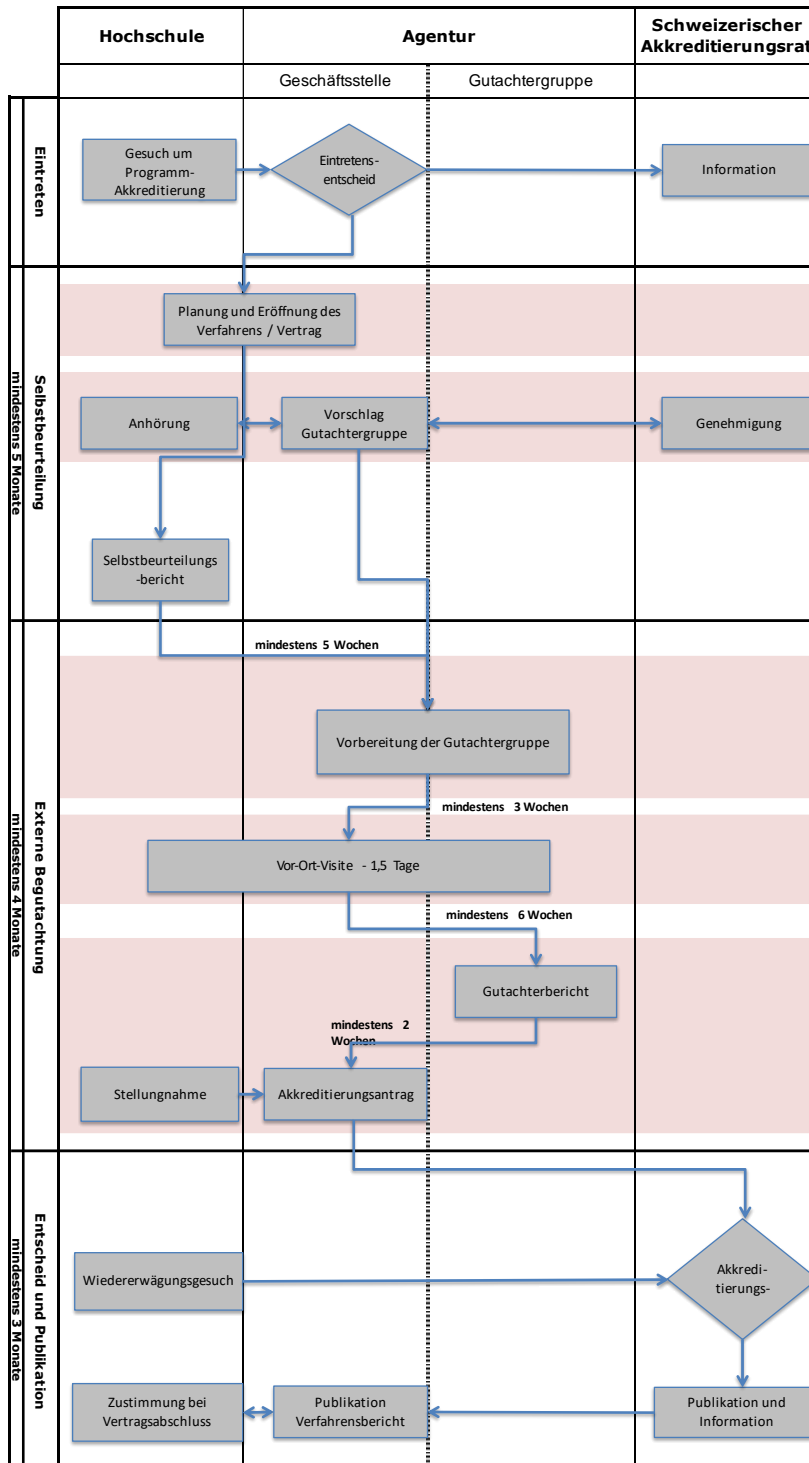 Hochschule
Agentur
Schweizerischer
Akkreditierungsrat
Geschäftsstelle
Gutachtergruppe
Eintreten
Gesuch um
Programm-
Akkreditierung
Eintretens-
entscheid
Information
Selbstbeurteilung
mindestens 5 Monate
Planung und Eröffnung des
Verfahrens / Vertrag
Anhörung
Vorschlag
Gutachtergruppe
Genehmigung
Selbstbeurteilungs
-bericht
Externe Begutachtung
mindestens 4 Monate
mindestens 5 Wochen
Vorbereitung der Gutachtergruppe
mindestens 3 Wochen
Vor-Ort-Visite - 1,5 Tage
mindestens 6 Wochen
Gutachterbericht
mindestens 2
Wochen
Stellungnahme
Akkreditierungsantrag
Entscheid und Publikation
mindestens 3 Monate
Wiedererwägungsgesuch
Akkredi-
tierungs-
Zustimmung bei
Vertragsabschluss
Publikation
Verfahrensbericht
Publikation und
Information